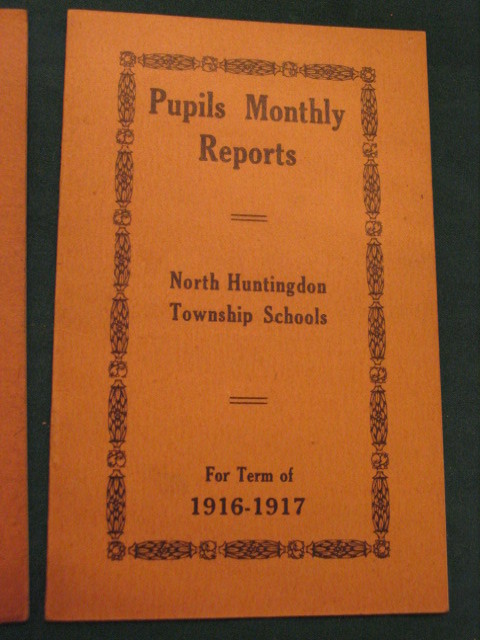 Pupils Monthly
Reports
North Huntingdon
Township Schools
For Term of
1916-1917